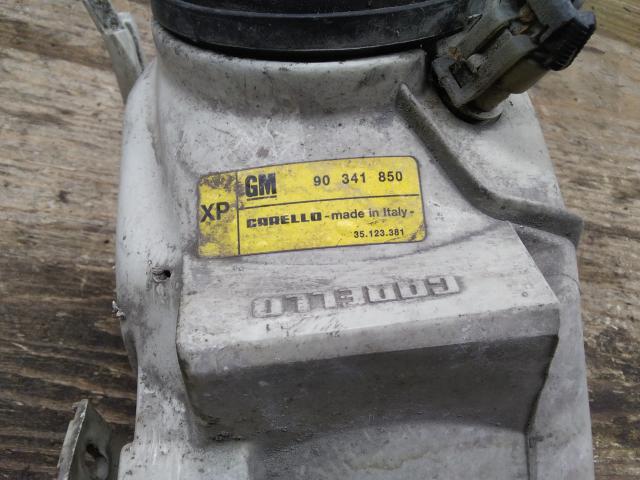 GM 90 341 850
XP
CARELLO - made in Italy -
35.123.381
CARELLO